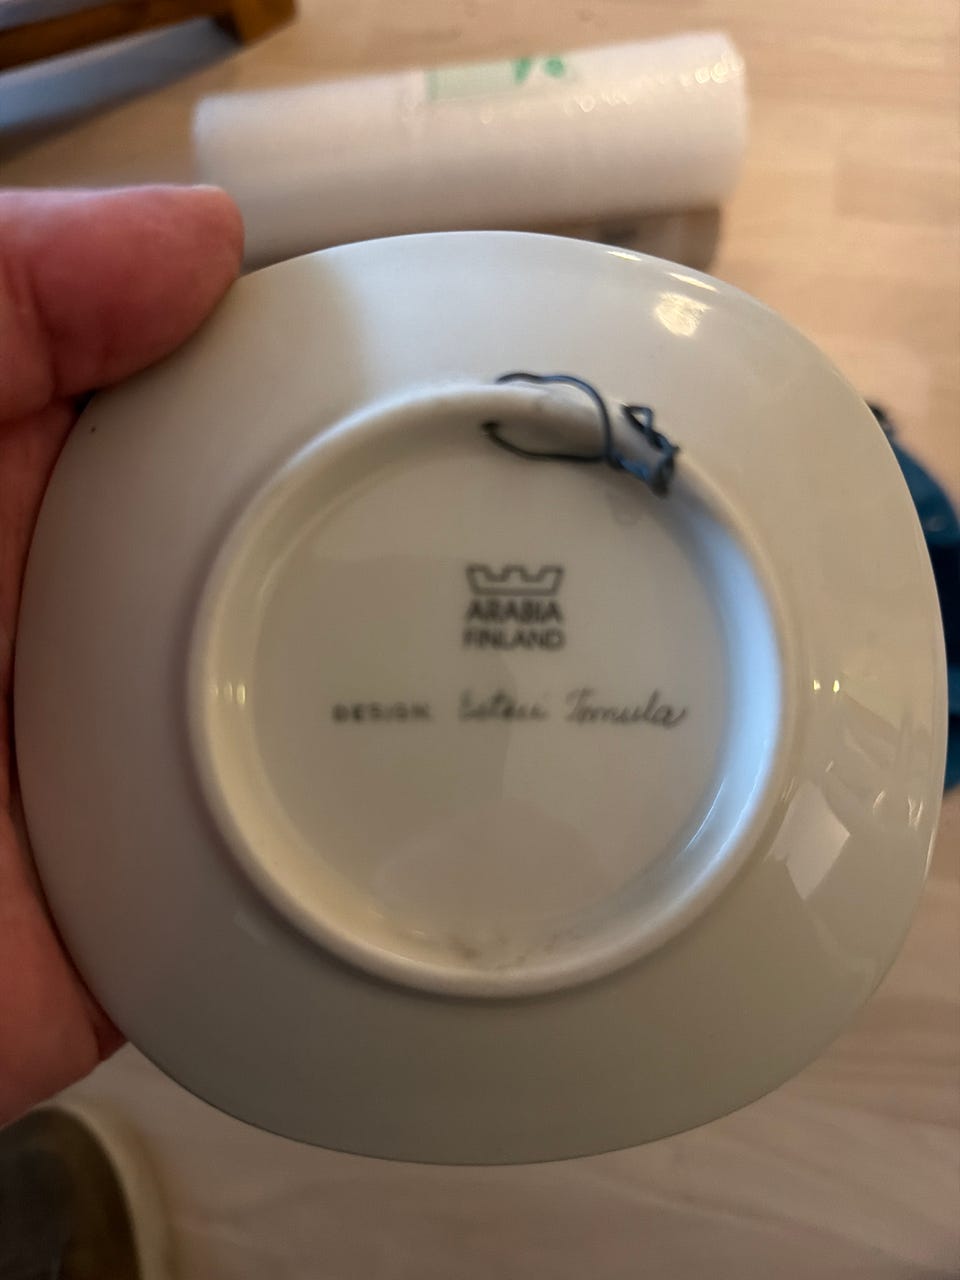 ARABIA
FINLAND
DESIGN Esteri Tomula